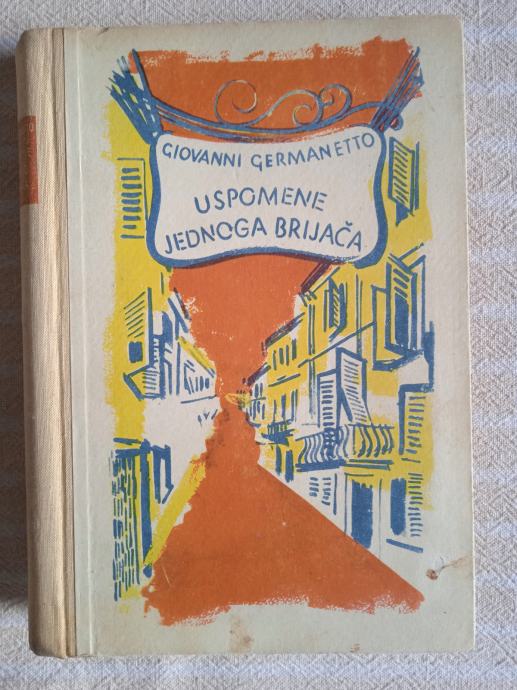 GIOVANNI GERMANETTO
USPOMENE
JEDNOGA BRIJAČA